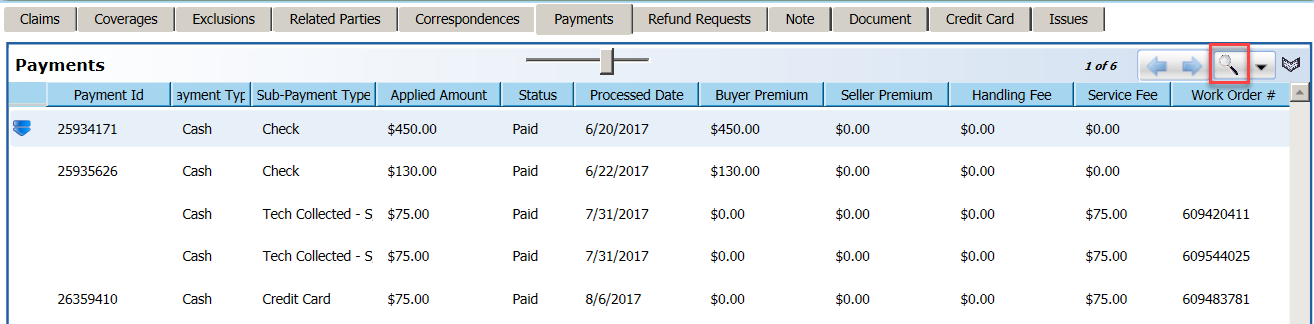 Claims Coverages Exclusions Related Parties Correspondences Payments Refund Requests Note Document Credit Card Issues
Payments 1 of 6
Payment Id ayment Typ Sub-Payment Type Applied Amount Status Processed Date Buyer Premium Seller Premium Handling Fee Service Fee Work Order #
25934171 Cash Check $450.00 Paid 6/20/2017 $450.00 $0.00 $0.00 $0.00
25935626 Cash Check $130.00 Paid 6/22/2017 $130.00 $0.00 $0.00 $0.00
Cash Tech Collected - S $75.00 Paid 7/31/2017 $0.00 $0.00 $0.00 $75.00 609420411
Cash Tech Collected - S $75.00 Paid 7/31/2017 $0.00 $0.00 $0.00 $75.00 609544025
26359410 Cash Credit Card $75.00 Paid 8/6/2017 $0.00 $0.00 $0.00 $75.00 609483781